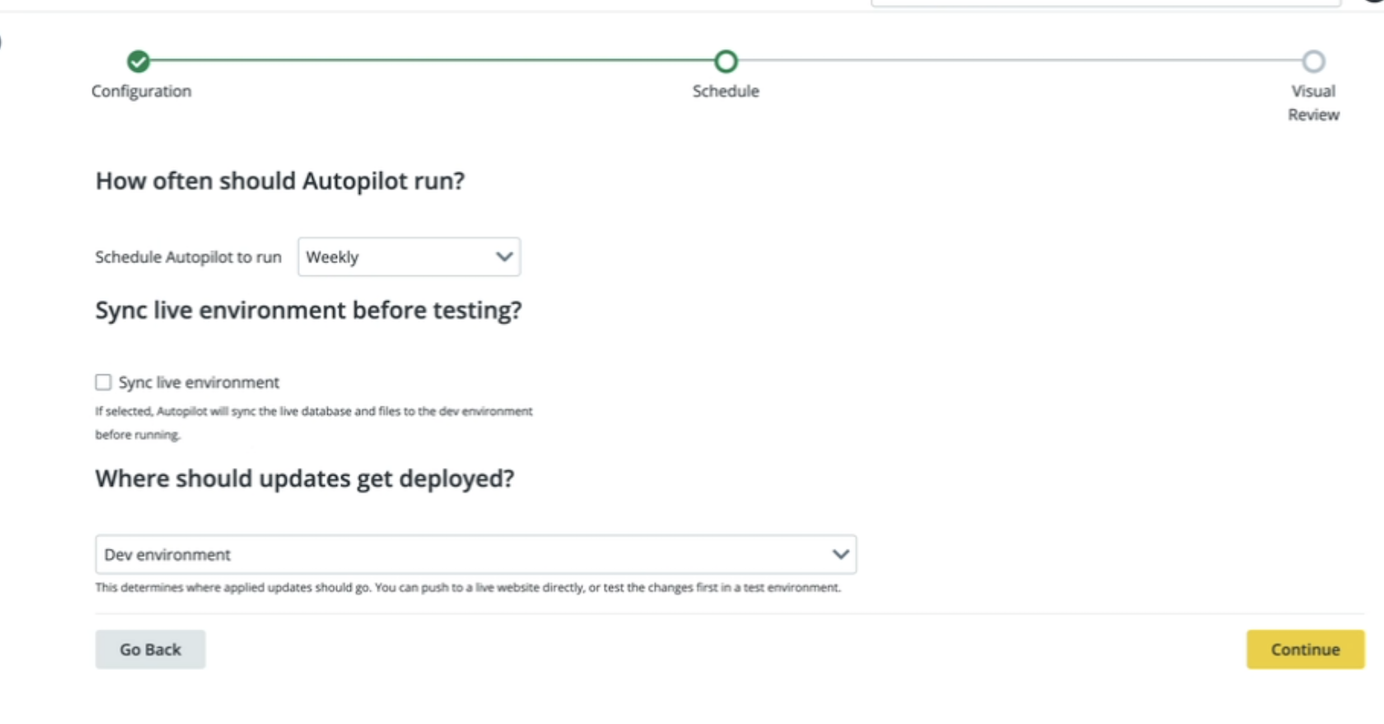 Configuration
Schedule
Visual
Review
How often should Autopilot run?
Schedule Autopilot to run
Weekly
Sync live environment before testing?
Sync live environment
If selected, Autopilot will sync the live database and files to the dev environment
before running.
Where should updates get deployed?
Dev environment
This determines where applied updates should go. You can push to a live website directly, or test the changes first in a test environment.
Go Back
Continue